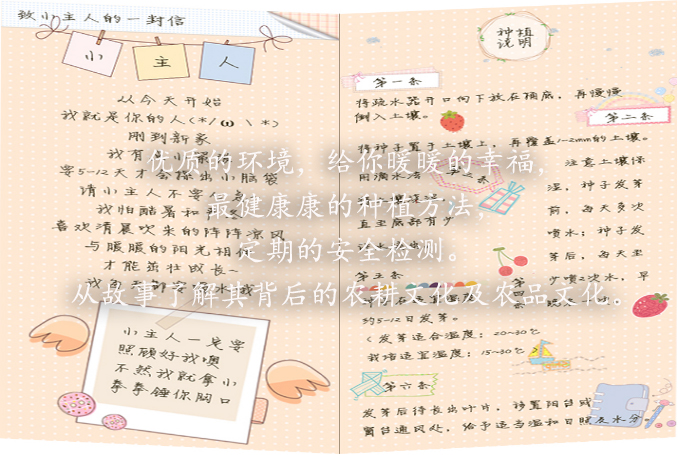 致小主人的一封信
小 主 人
从今天开始
我就是你的人(*/ω\*)
刚到新家
我有
要5-12天才会探出小脑袋
请小主人不要
我怕酷暑和
喜欢清晨吹来的阵阵凉风
与暖暖的阳光相伴
才能茁壮成长~
小主人一定要
照顾好我噢
不然我就拿小
拳拳锤你胸口
种植
说明
第一条
将疏水器开口向下放在桶底，再慢慢
倒入土壤。
第二条
将种子置于土壤上，再覆盖1~2mm的土壤。
用滴水法
注意土壤保
湿，种子发芽
前，每天多次
喷水；种子发
芽后，每天至
少喷2次水，早
直至底部有少
第三条
约5-12日发芽。
(发芽适合温度：20~30℃
栽培适宜温度：15~30℃)
第六条
发芽后待长出叶片，移置阳台或
窗台通风处，给予适当温和日照及水分。
优质的环境，给你暖暖的幸福，
最健康康的种植方法，
定期的安全检测。
从故事了解其背后的农耕文化及农品文化。